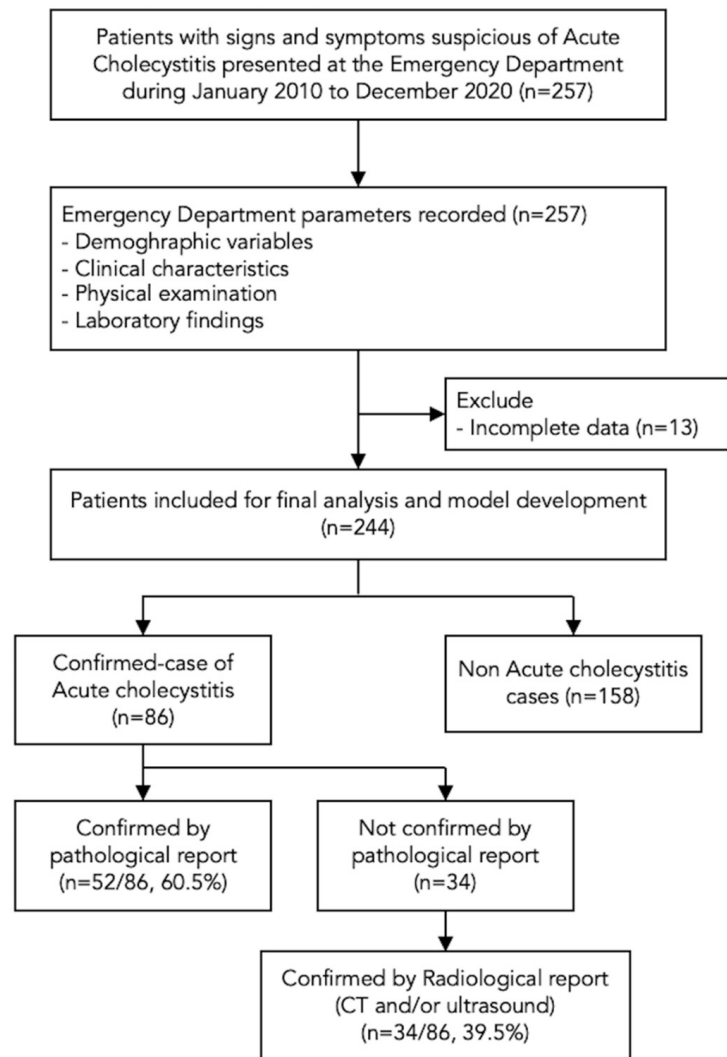 Patients with signs and symptoms suspicious of Acute
Cholecystitis presented at the Emergency Department
during January 2010 to December 2020 (n=257)
Emergency Department parameters recorded (n=257)
- Demoghraphic variables
- Clinical characteristics
- Physical examination
- Laboratory findings
Exclude
- Incomplete data (n=13)
Patients included for final analysis and model development
(n=244)
Confirmed-case of
Acute cholecystitis
(n=86)
Non Acute cholecystitis
cases (n=158)
Confirmed by
pathological report
(n=52/86, 60.5%)
Not confirmed by
pathological report
(n=34)
Confirmed by Radiological report
(CT and/or ultrasound)
(n=34/86, 39.5%)